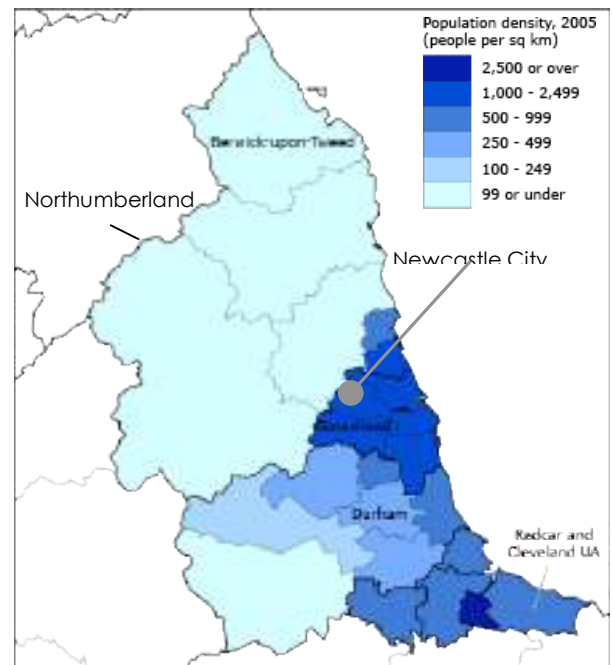 Population density, 2005
(people per sq km)
2,500 or over
1,000 - 2,499
500 - 999
250 - 499
100 - 249
99 or under
Berwick-upon-Tweed
Northumberland
Newcastle City
Gateshead
Durham
Redcar and
Cleveland UA